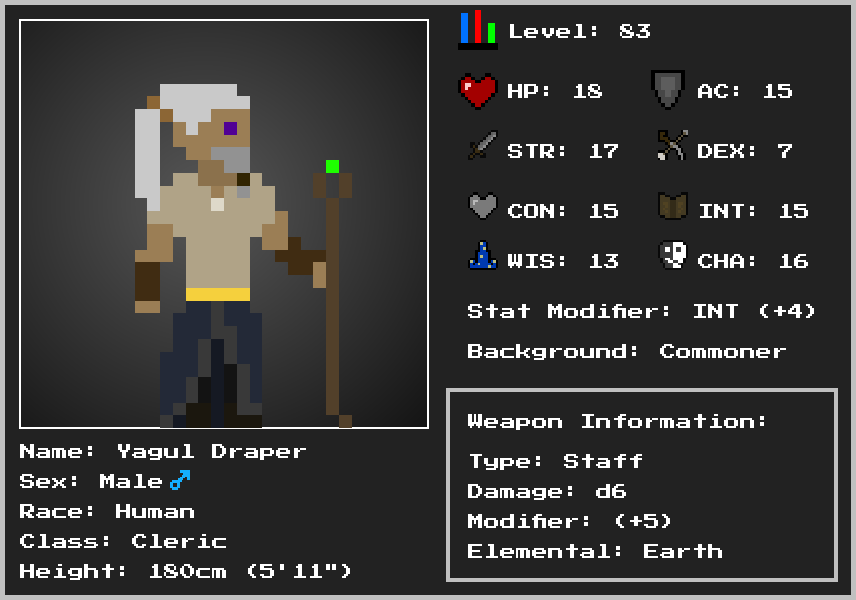 Level: 83
HP: 18
AC: 15
STR: 17
DEX: 7
CON: 15
INT: 15
WIS: 13
CHA: 16
Stat Modifier: INT (+4)
Background: Commoner
Weapon Information:
Type: Staff
Damage: d6
Modifier: (+5)
Elemental: Earth
Name: Yagul Draper
Sex: Male♂
Race: Human
Class: Cleric
Height: 180cm (5'11")